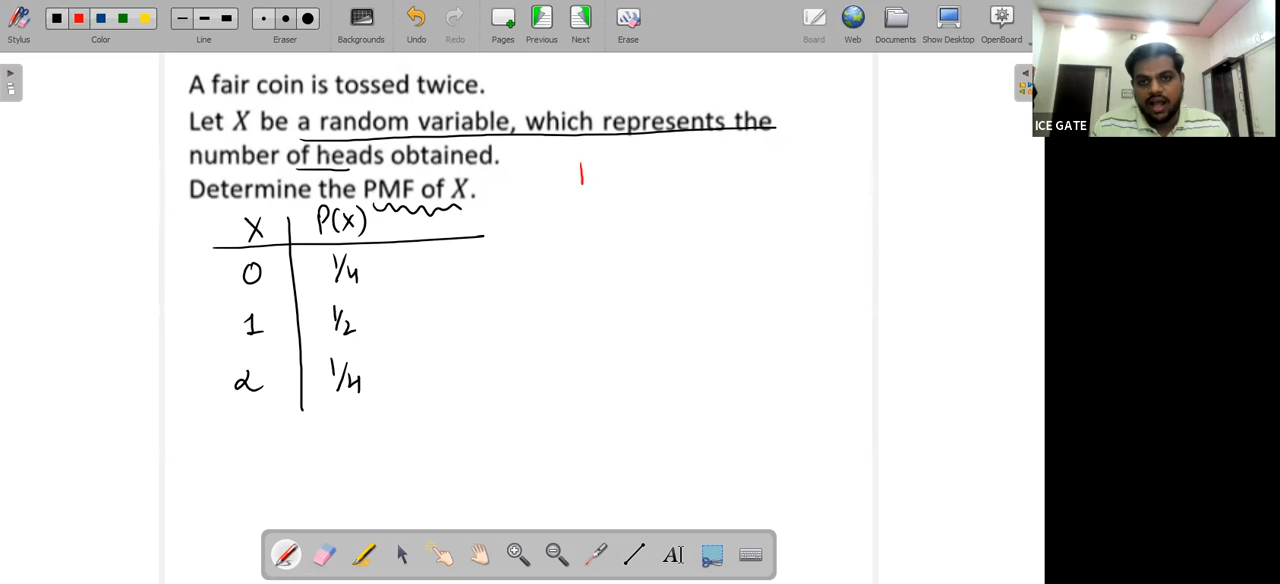 Stylus
Color
Line
Eraser
Backgrounds
Undo
Redo
Pages
Previous
Next
Erase
Board
Web
Documents
Show Desktop
OpenBoard
ICE GATE
A fair coin is tossed twice.
Let X be a random variable, which represents the
number of heads obtained.
Determine the PMF of X.
X P(X)
0 1/4
1 1/2
2 1/4